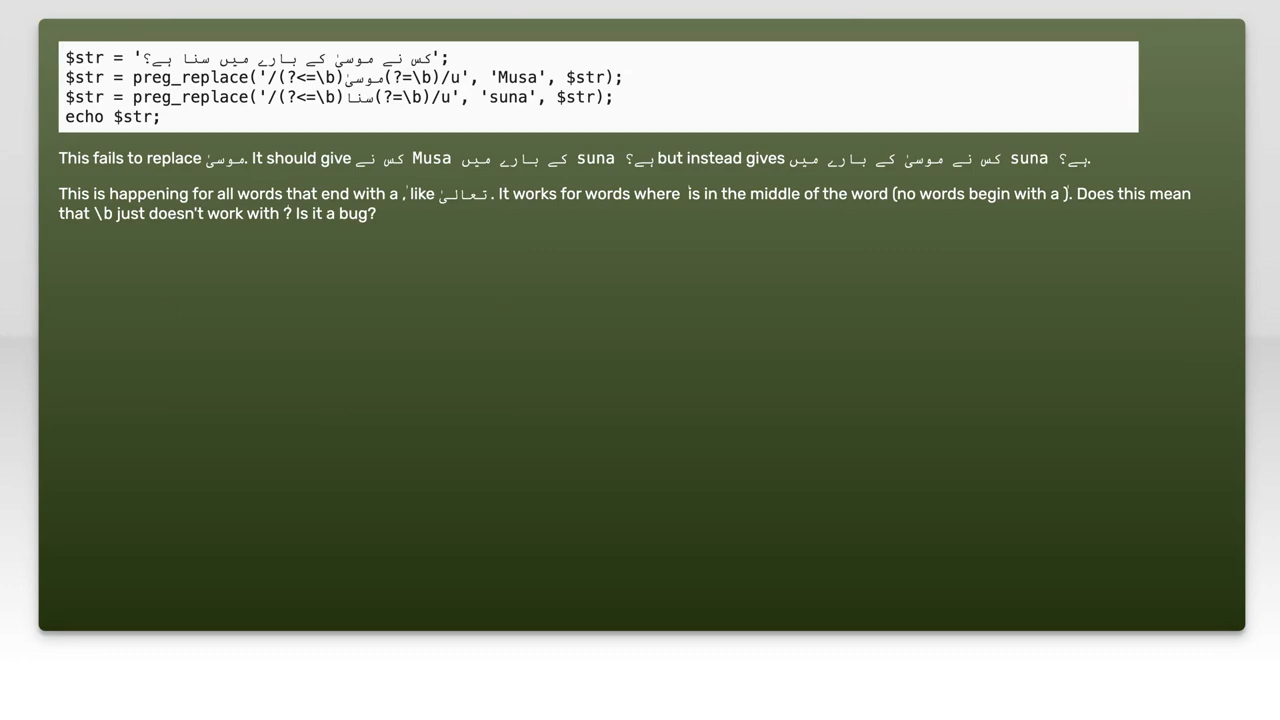 $str = 'کس نے موسیٰ کے بارے میں سنا ہے؟';
$str = preg_replace('/(?<=\b)موسیٰ(?=\b)/u', 'Musa', $str);
$str = preg_replace('/(?<=\b)سنا(?=\b)/u', 'suna', $str);
echo $str;
This fails to replace موسیٰ. It should give کس نے Musa کے بارے میں suna ہے؟ but instead gives کس نے موسیٰ کے بارے میں suna ہے؟.
This is happening for all words that end with a ٰ, like تعالیٰ. It works for words where ٰ is in the middle of the word (no words begin with a ٰ). Does this mean
that \b just doesn't work with ٰ? Is it a bug?